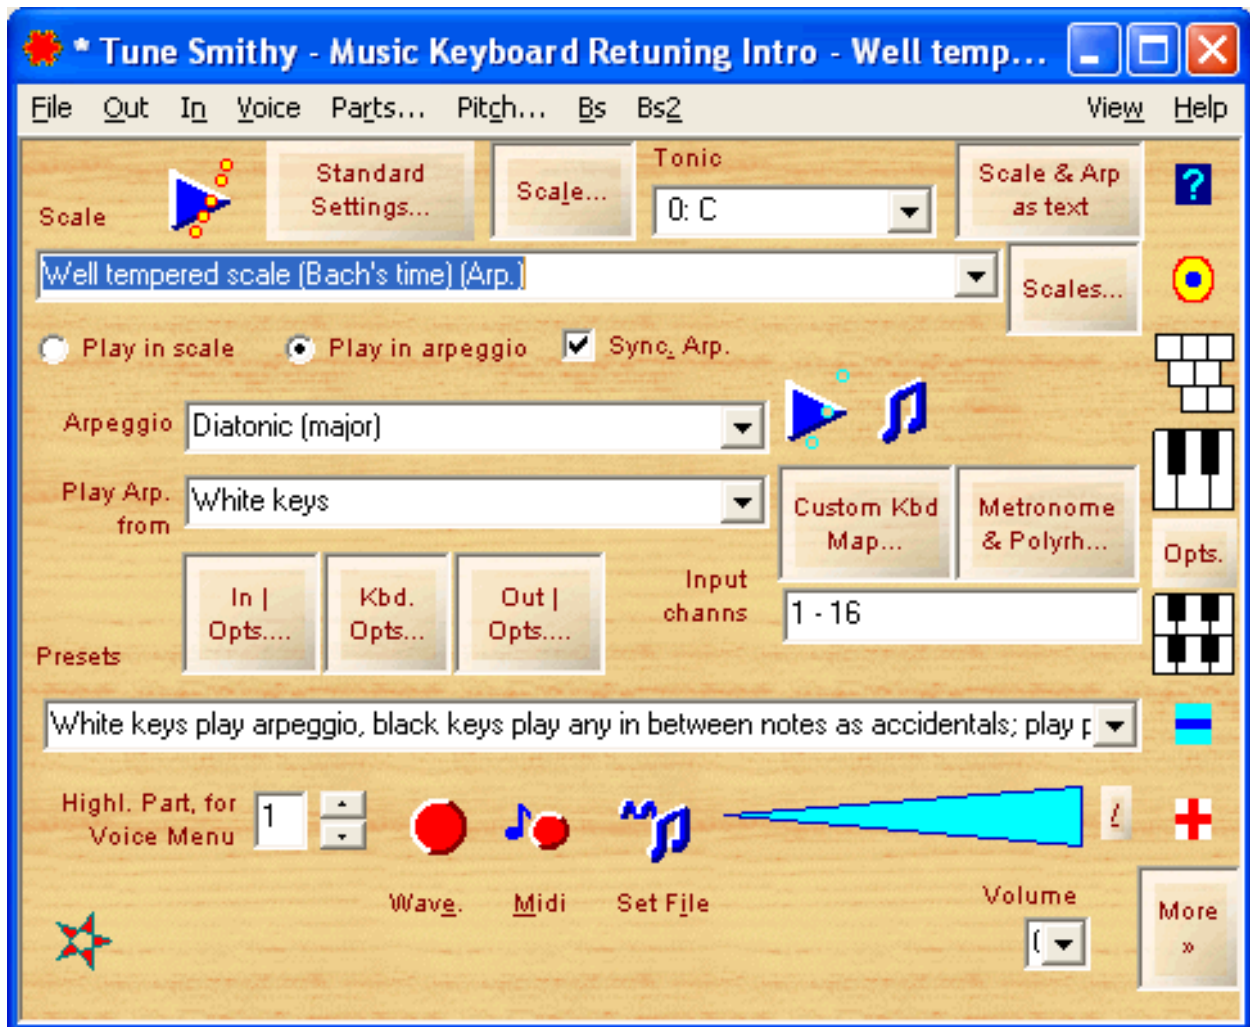 * Tune Smithy - Music Keyboard Retuning Intro - Well temp...
File Out In Voice Parts... Pitch... Bs Bs2 View Help
Scale
Standard
Settings...
Scale...
Tonic
0: C
Scale & Arp
as text
?
Well tempered scale (Bach's time) (Arp.)
Scales...
Play in scale
Play in arpeggio
Sync. Arp.
Arpeggio
Diatonic (major)
Play Arp.
from
White keys
Custom Kbd
Map...
Metronome
& Polyrh...
Opts.
In |
Opts....
Kbd.
Opts...
Out |
Opts....
Input
channs
1 - 16
Presets
White keys play arpeggio, black keys play any in between notes as accidentals; play
Highl. Part, for
Voice Menu
1
Wave.
Midi
Set File
Volume
More
»